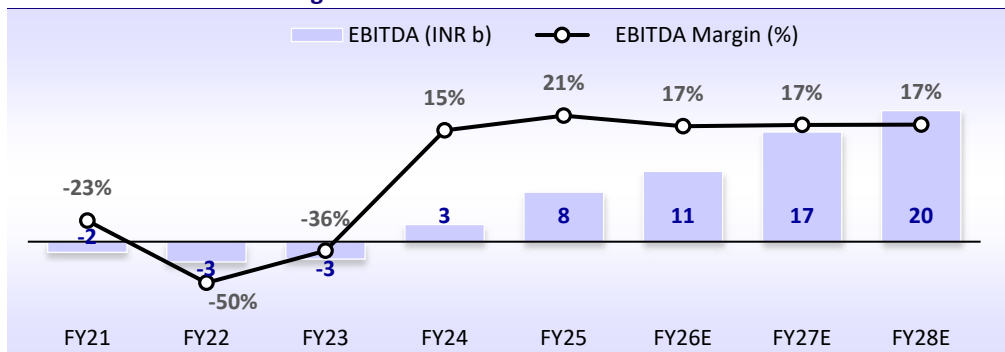 EBITDA (INR b) EBITDA Margin (%)
21%
15% 17% 17% 17%
-23%
-36%
-2 -3 -3 3 8 11 17 20
-50%
FY21 FY22 FY23 FY24 FY25 FY26E FY27E FY28E